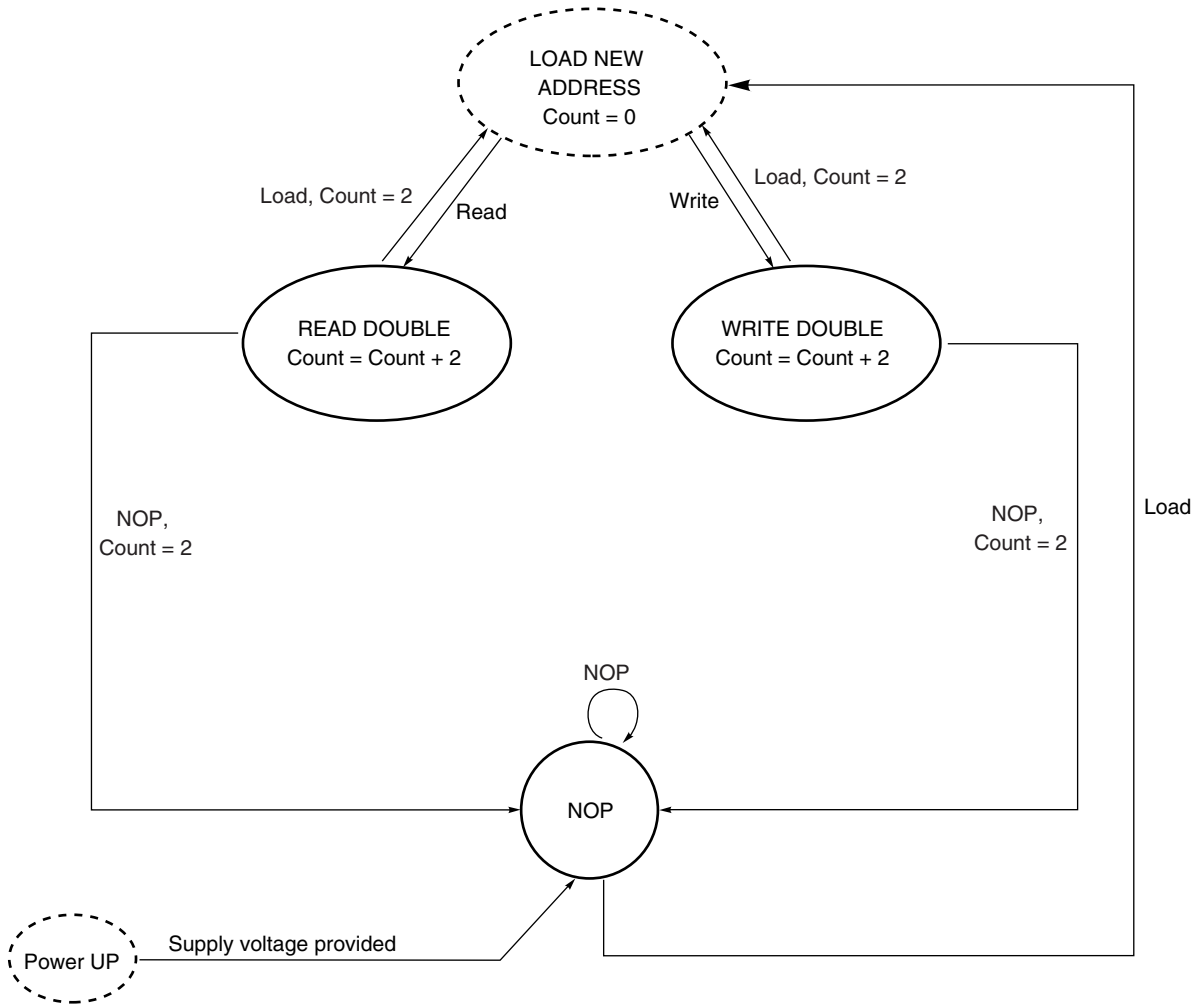 LOAD NEW
ADDRESS
Count = 0
Load, Count = 2
Read
Write
Load, Count = 2
READ DOUBLE
Count = Count + 2
WRITE DOUBLE
Count = Count + 2
NOP,
Count = 2
NOP,
Count = 2
Load
NOP
NOP
Supply voltage provided
Power UP